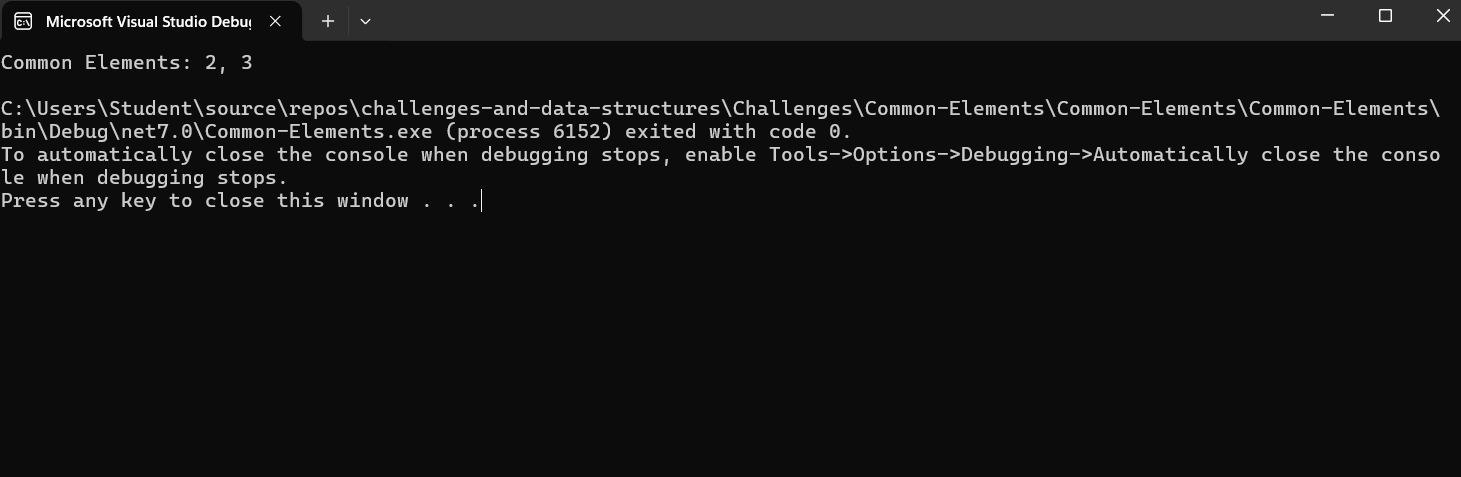 Microsoft Visual Studio Debu
Common Elements: 2, 3
C:\Users\Student\source\repos\challenges-and-data-structures\Challenges\Common-Elements\Common-Elements\Common-Elements\
bin\Debug\net7.0\Common-Elements.exe (process 6152) exited with code 0.
To automatically close the console when debugging stops, enable Tools->Options->Debugging->Automatically close the conso
le when debugging stops.
Press any key to close this window . . .